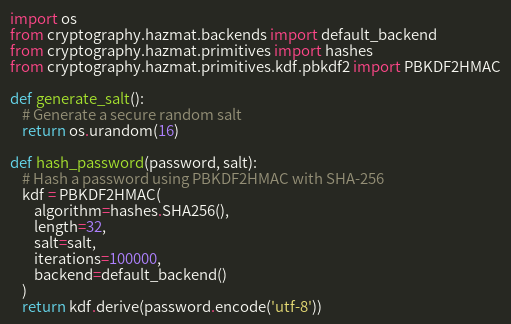 import os
from cryptography.hazmat.backends import default_backend
from cryptography.hazmat.primitives import hashes
from cryptography.hazmat.primitives.kdf.pbkdf2 import PBKDF2HMAC

def generate_salt():
    # Generate a secure random salt
    return os.urandom(16)

def hash_password(password, salt):
    # Hash a password using PBKDF2HMAC with SHA-256
    kdf = PBKDF2HMAC(
        algorithm=hashes.SHA256(),
        length=32,
        salt=salt,
        iterations=100000,
        backend=default_backend()
    )
    return kdf.derive(password.encode('utf-8'))